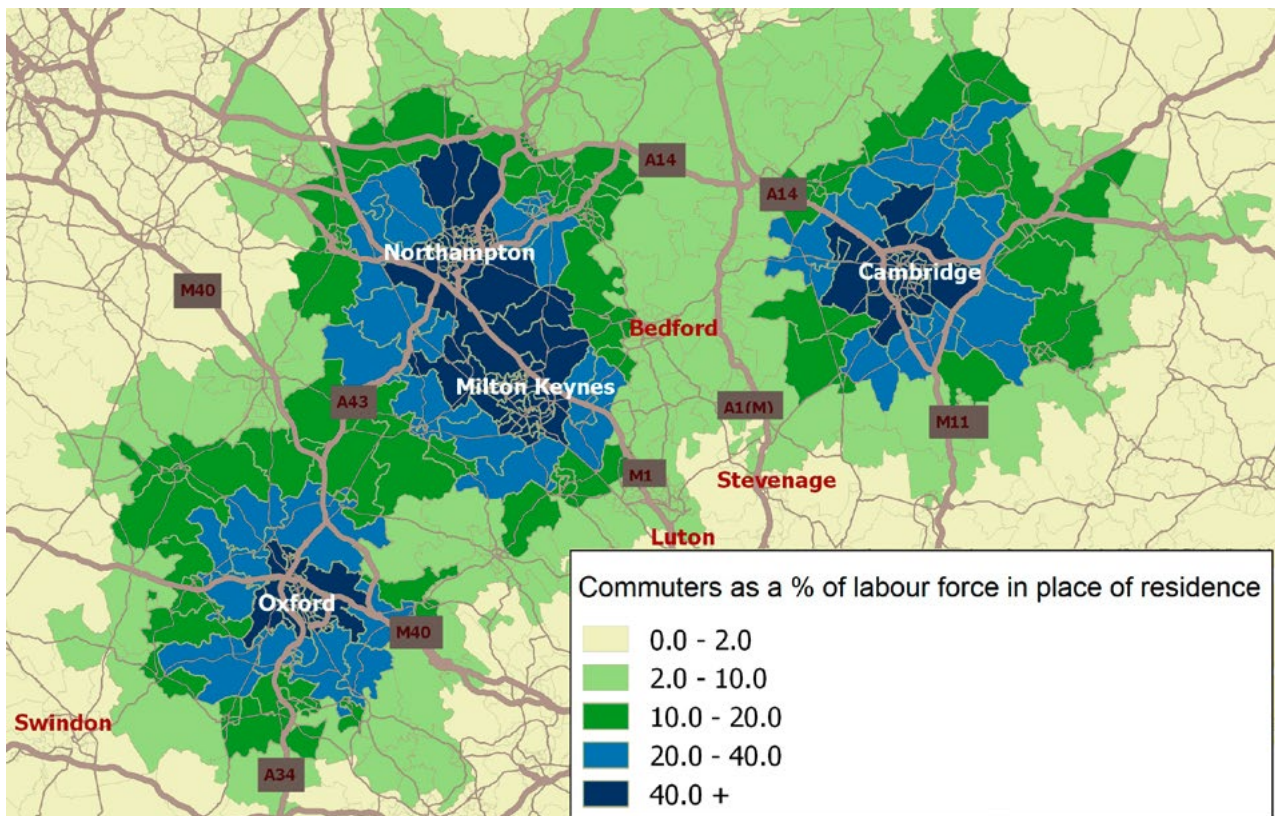 A14
A14
Northampton
Cambridge
M40
Bedford
Milton Keynes
A43
A1(M)
M11
M1
Stevenage
Luton
Commuters as a % of labour force in place of residence
Oxford
0.0 - 2.0
M40
2.0 - 10.0
Swindon
10.0 - 20.0
20.0 - 40.0
A34
40.0 +